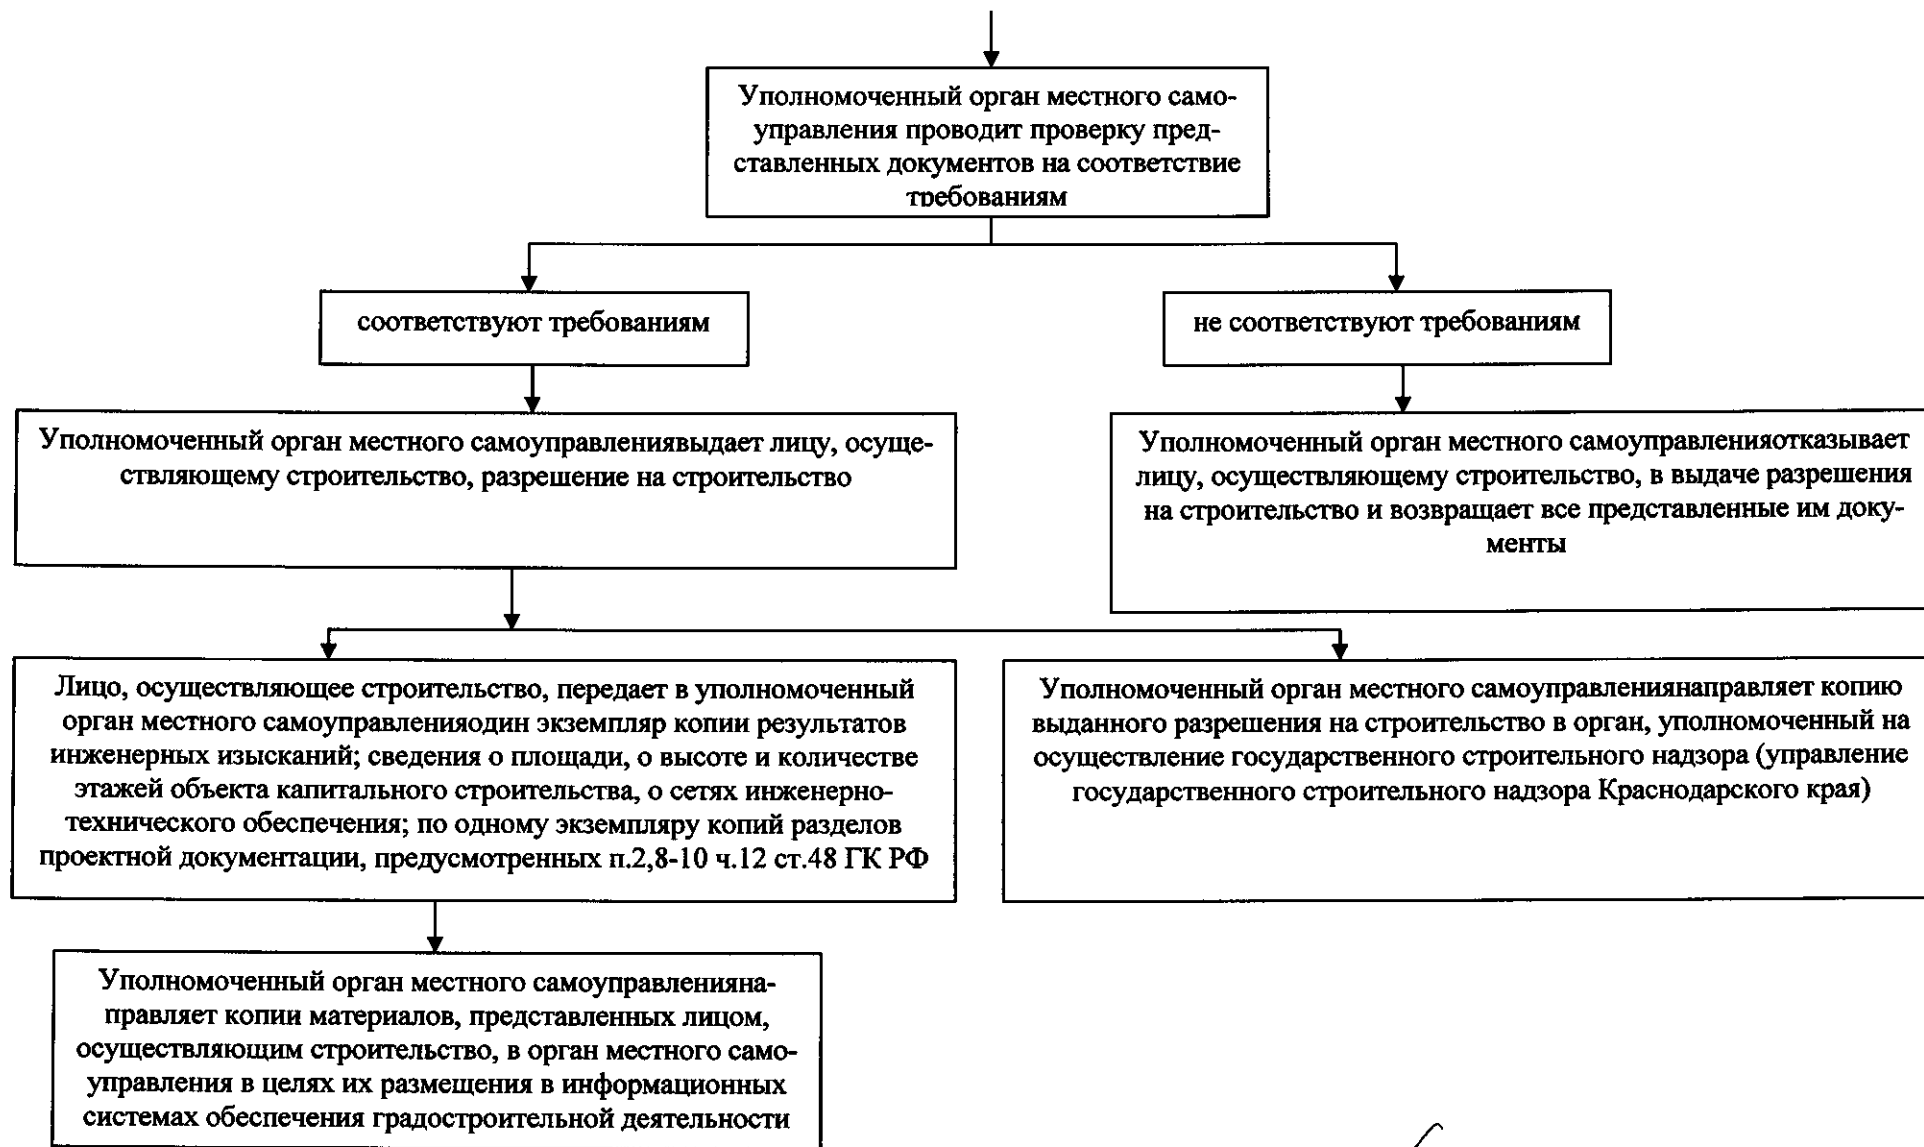 Уполномоченный орган местного само-
управления проводит проверку пред-
ставленных документов на соответствие
требованиям
соответствуют требованиям
не соответствуют требованиям
Уполномоченный орган местного самоуправлениявыдает лицу, осуще-
ствляющему строительство, разрешение на строительство
Уполномоченный орган местного самоуправленияотказывает
лицу, осуществляющему строительство, в выдаче разрешения
на строительство и возвращает все представленные им доку-
менты
Лицо, осуществляющее строительство, передает в уполномоченный
орган местного самоуправленияодин экземпляр копии результатов
инженерных изысканий; сведения о площади, о высоте и количестве
этажей объекта капитального строительства, о сетях инженерно-
технического обеспечения; по одному экземпляру копий разделов
проектной документации, предусмотренных п.2,8-10 ч.12 ст.48 ГК РФ
Уполномоченный орган местного самоуправлениянаправляет копию
выданного разрешения на строительство в орган, уполномоченный на
осуществление государственного строительного надзора (управление
государственного строительного надзора Краснодарского края)
Уполномоченный орган местного самоуправленияна-
правляет копии материалов, представленных лицом,
осуществляющим строительство, в орган местного само-
управления в целях их размещения в информационных
системах обеспечения градостроительной деятельности